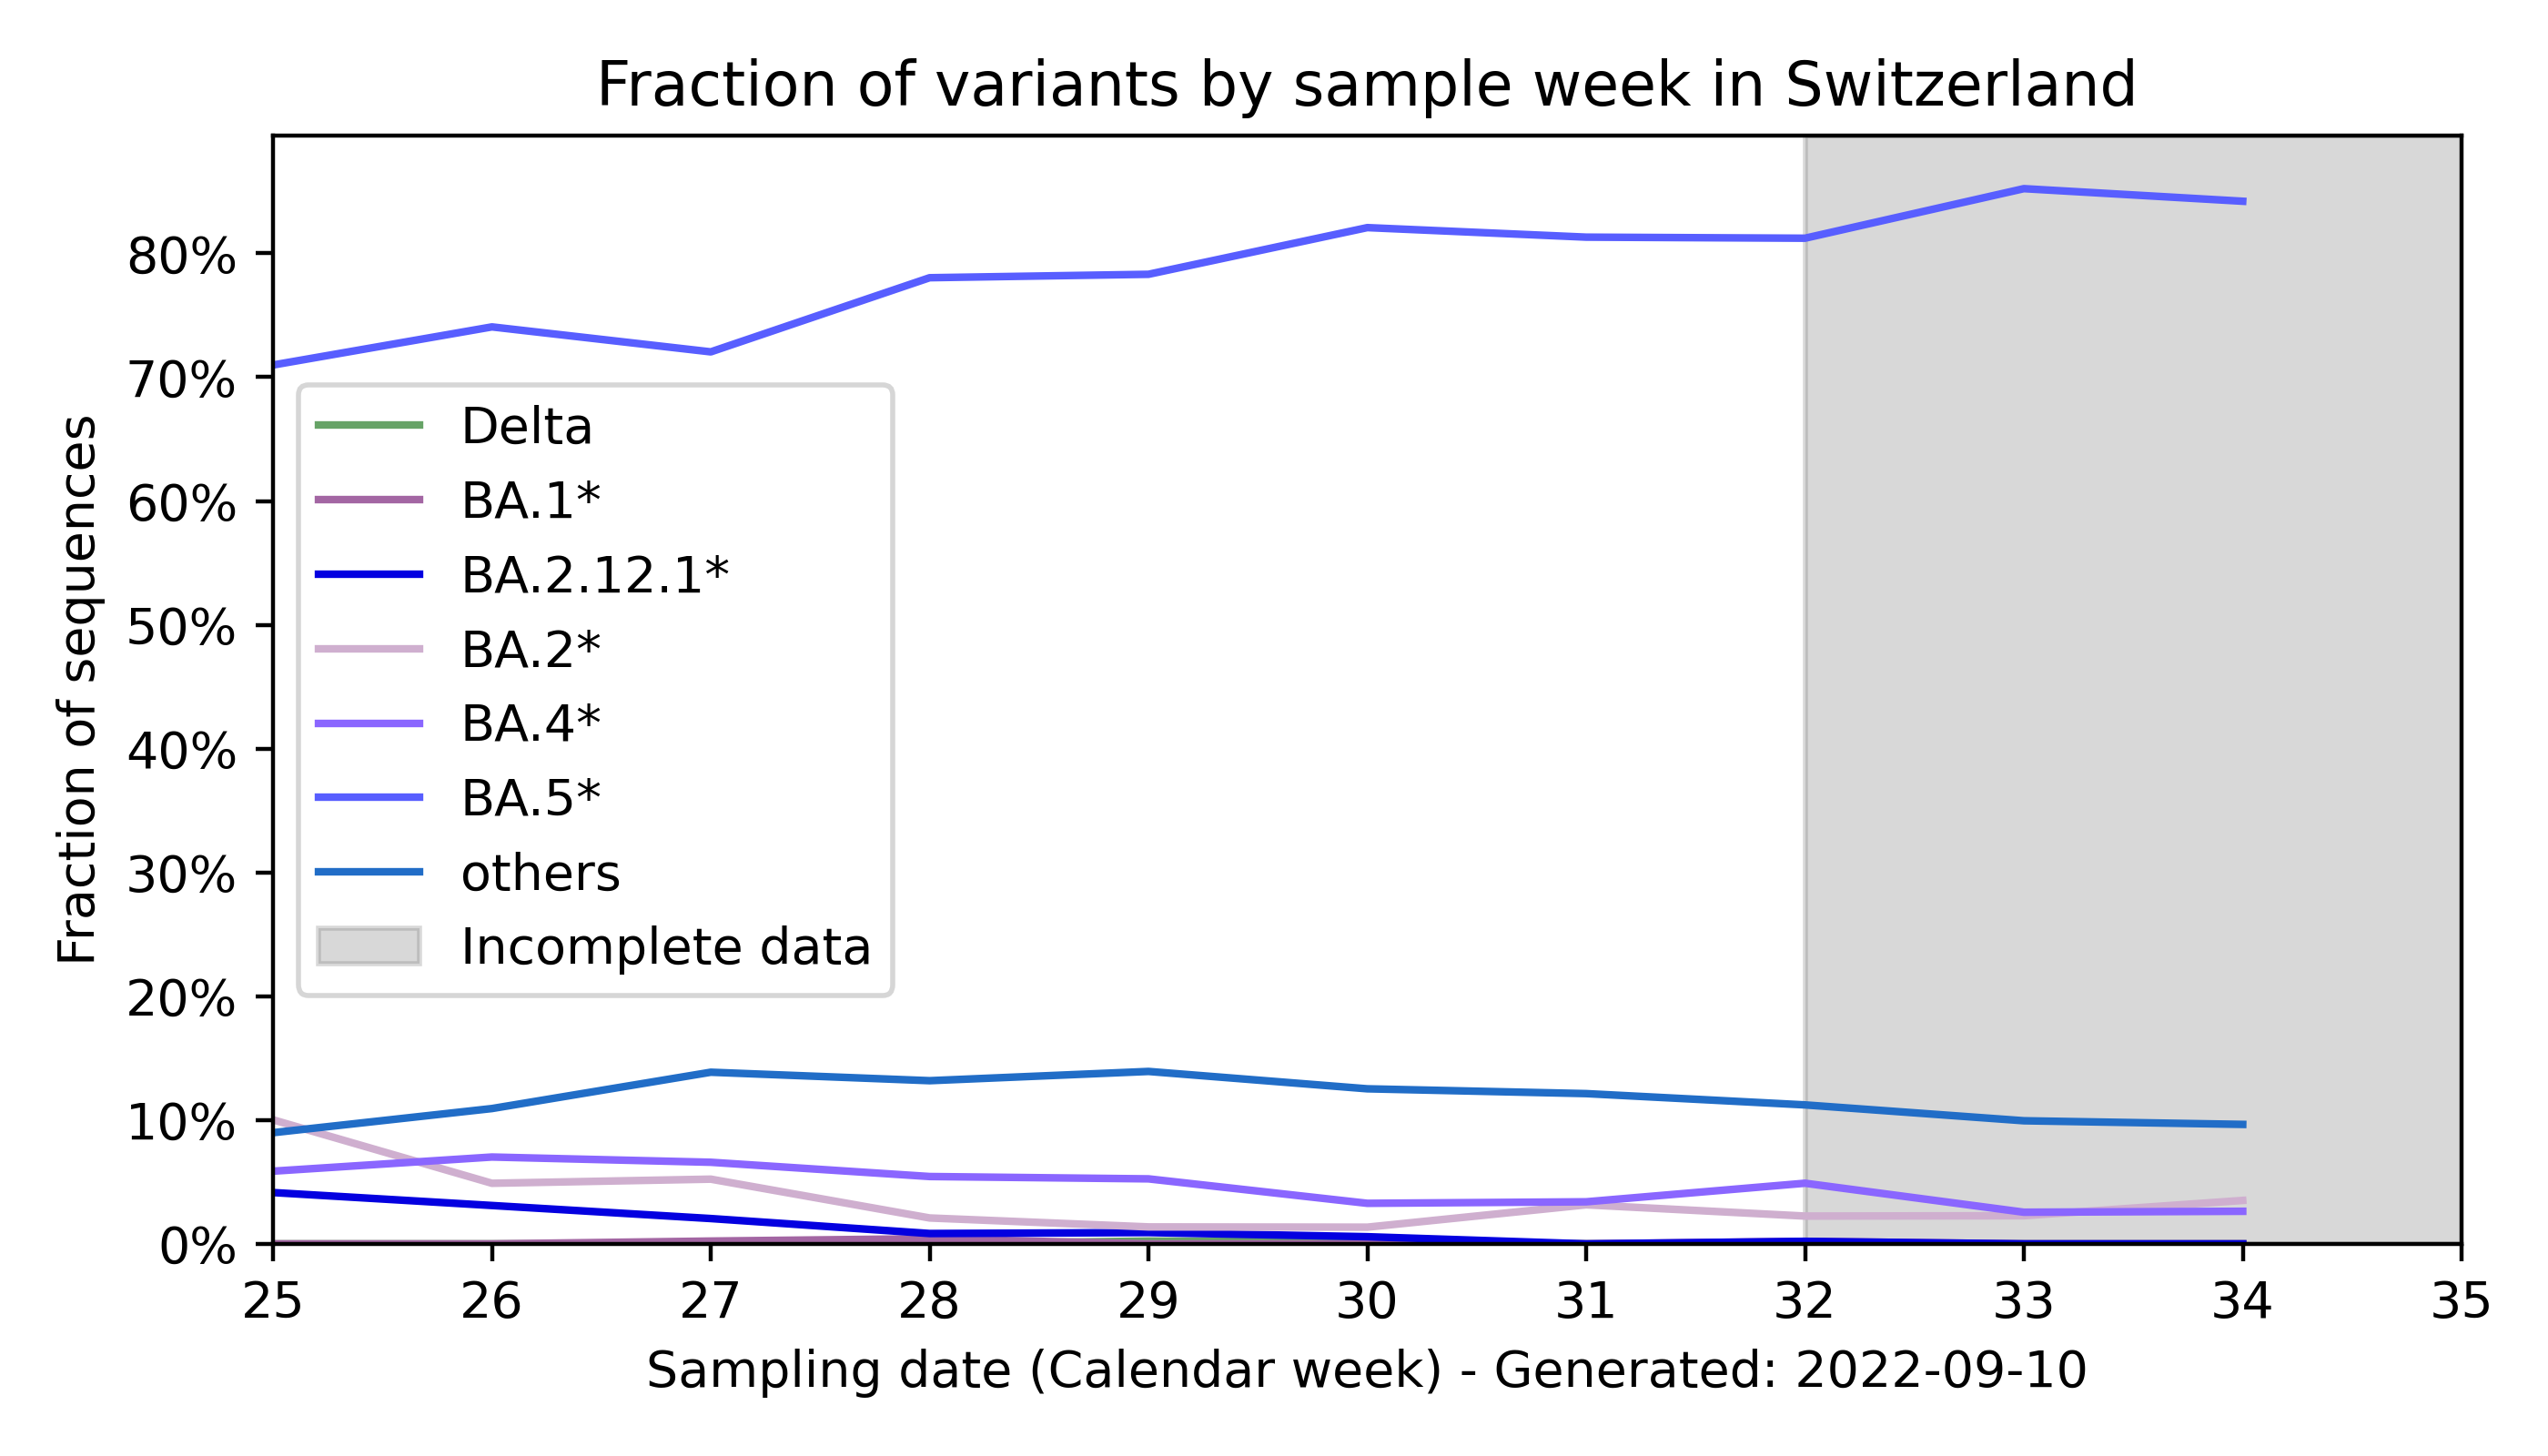 Fraction of variants by sample week in Switzerland
Fraction of sequences
80%
70%
60%
50%
40%
30%
20%
10%
0%
Delta
BA.1*
BA.2.12.1*
BA.2*
BA.4*
BA.5*
others
Incomplete data
25 26 27 28 29 30 31 32 33 34 35
Sampling date (Calendar week) - Generated: 2022-09-10